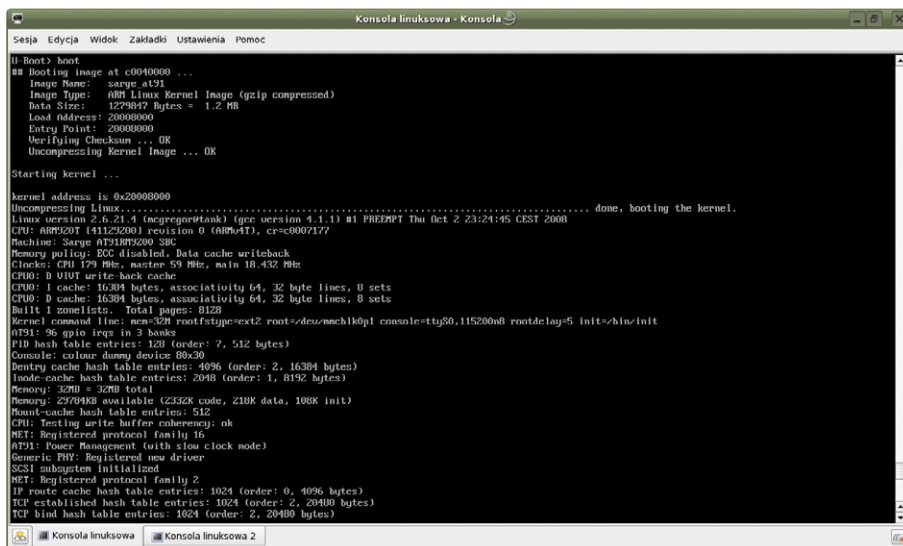 Konsola linuksowa - Konsola
Sesja Edycja Widok Zakładki Ustawienia Pomoc
U-Boot> boot
## Booting image at c0040000 ...
Image Name: sarge_at91
Image Type: ARM Linux Kernel Image (gzip compressed)
Data Size: 1279847 Bytes = 1.2 MB
Load Address: 20008000
Entry Point: 20008000
Verifying Checksum ... OK
Uncompressing Kernel Image ... OK
Starting kernel ...
kernel address is 0x20008000
Uncompressing Linux...................................................................................... done, booting the kernel.
Linux version 2.6.21.4 (mcgregor@tank) (gcc version 4.1.1) #1 PREEMPT Thu Oct 2 23:24:45 CEST 2008
CPU: ARM920T [41129200] revision 0 (ARMv4T), cr=c0007177
Machine: Sarge AT91RM9200 SBC
Memory policy: ECC disabled, Data cache writeback
Clocks: CPU 179 MHz, master 59 MHz, main 18.432 MHz
CPU0: D VIVT write-back cache
CPU0: I cache: 16384 bytes, associativity 64, 32 byte lines, 8 sets
CPU0: D cache: 16384 bytes, associativity 64, 32 byte lines, 8 sets
Built 1 zonelists. Total pages: 8128
Kernel command line: mem=32M rootfstype=ext2 root=/dev/mmcblk0p1 console=ttyS0,115200n8 rootdelay=5 init=/bin/init
AT91: 96 gpio irqs in 3 banks
PID hash table entries: 128 (order: 7, 512 bytes)
Console: colour dummy device 80x30
Dentry cache hash table entries: 4096 (order: 2, 16384 bytes)
Inode-cache hash table entries: 2048 (order: 1, 8192 bytes)
Memory: 32MB = 32MB total
Memory: 29784KB available (2332K code, 218K data, 108K init)
Mount-cache hash table entries: 512
CPU: Testing write buffer coherency: ok
NET: Registered protocol family 16
AT91: Power Management (with slow clock mode)
Generic PHY: Registered new driver
SCSI subsystem initialized
NET: Registered protocol family 2
IP route cache hash table entries: 1024 (order: 0, 4096 bytes)
TCP established hash table entries: 1024 (order: 2, 20480 bytes)
TCP bind hash table entries: 1024 (order: 2, 20480 bytes)
Konsola linuksowa Konsola linuksowa 2